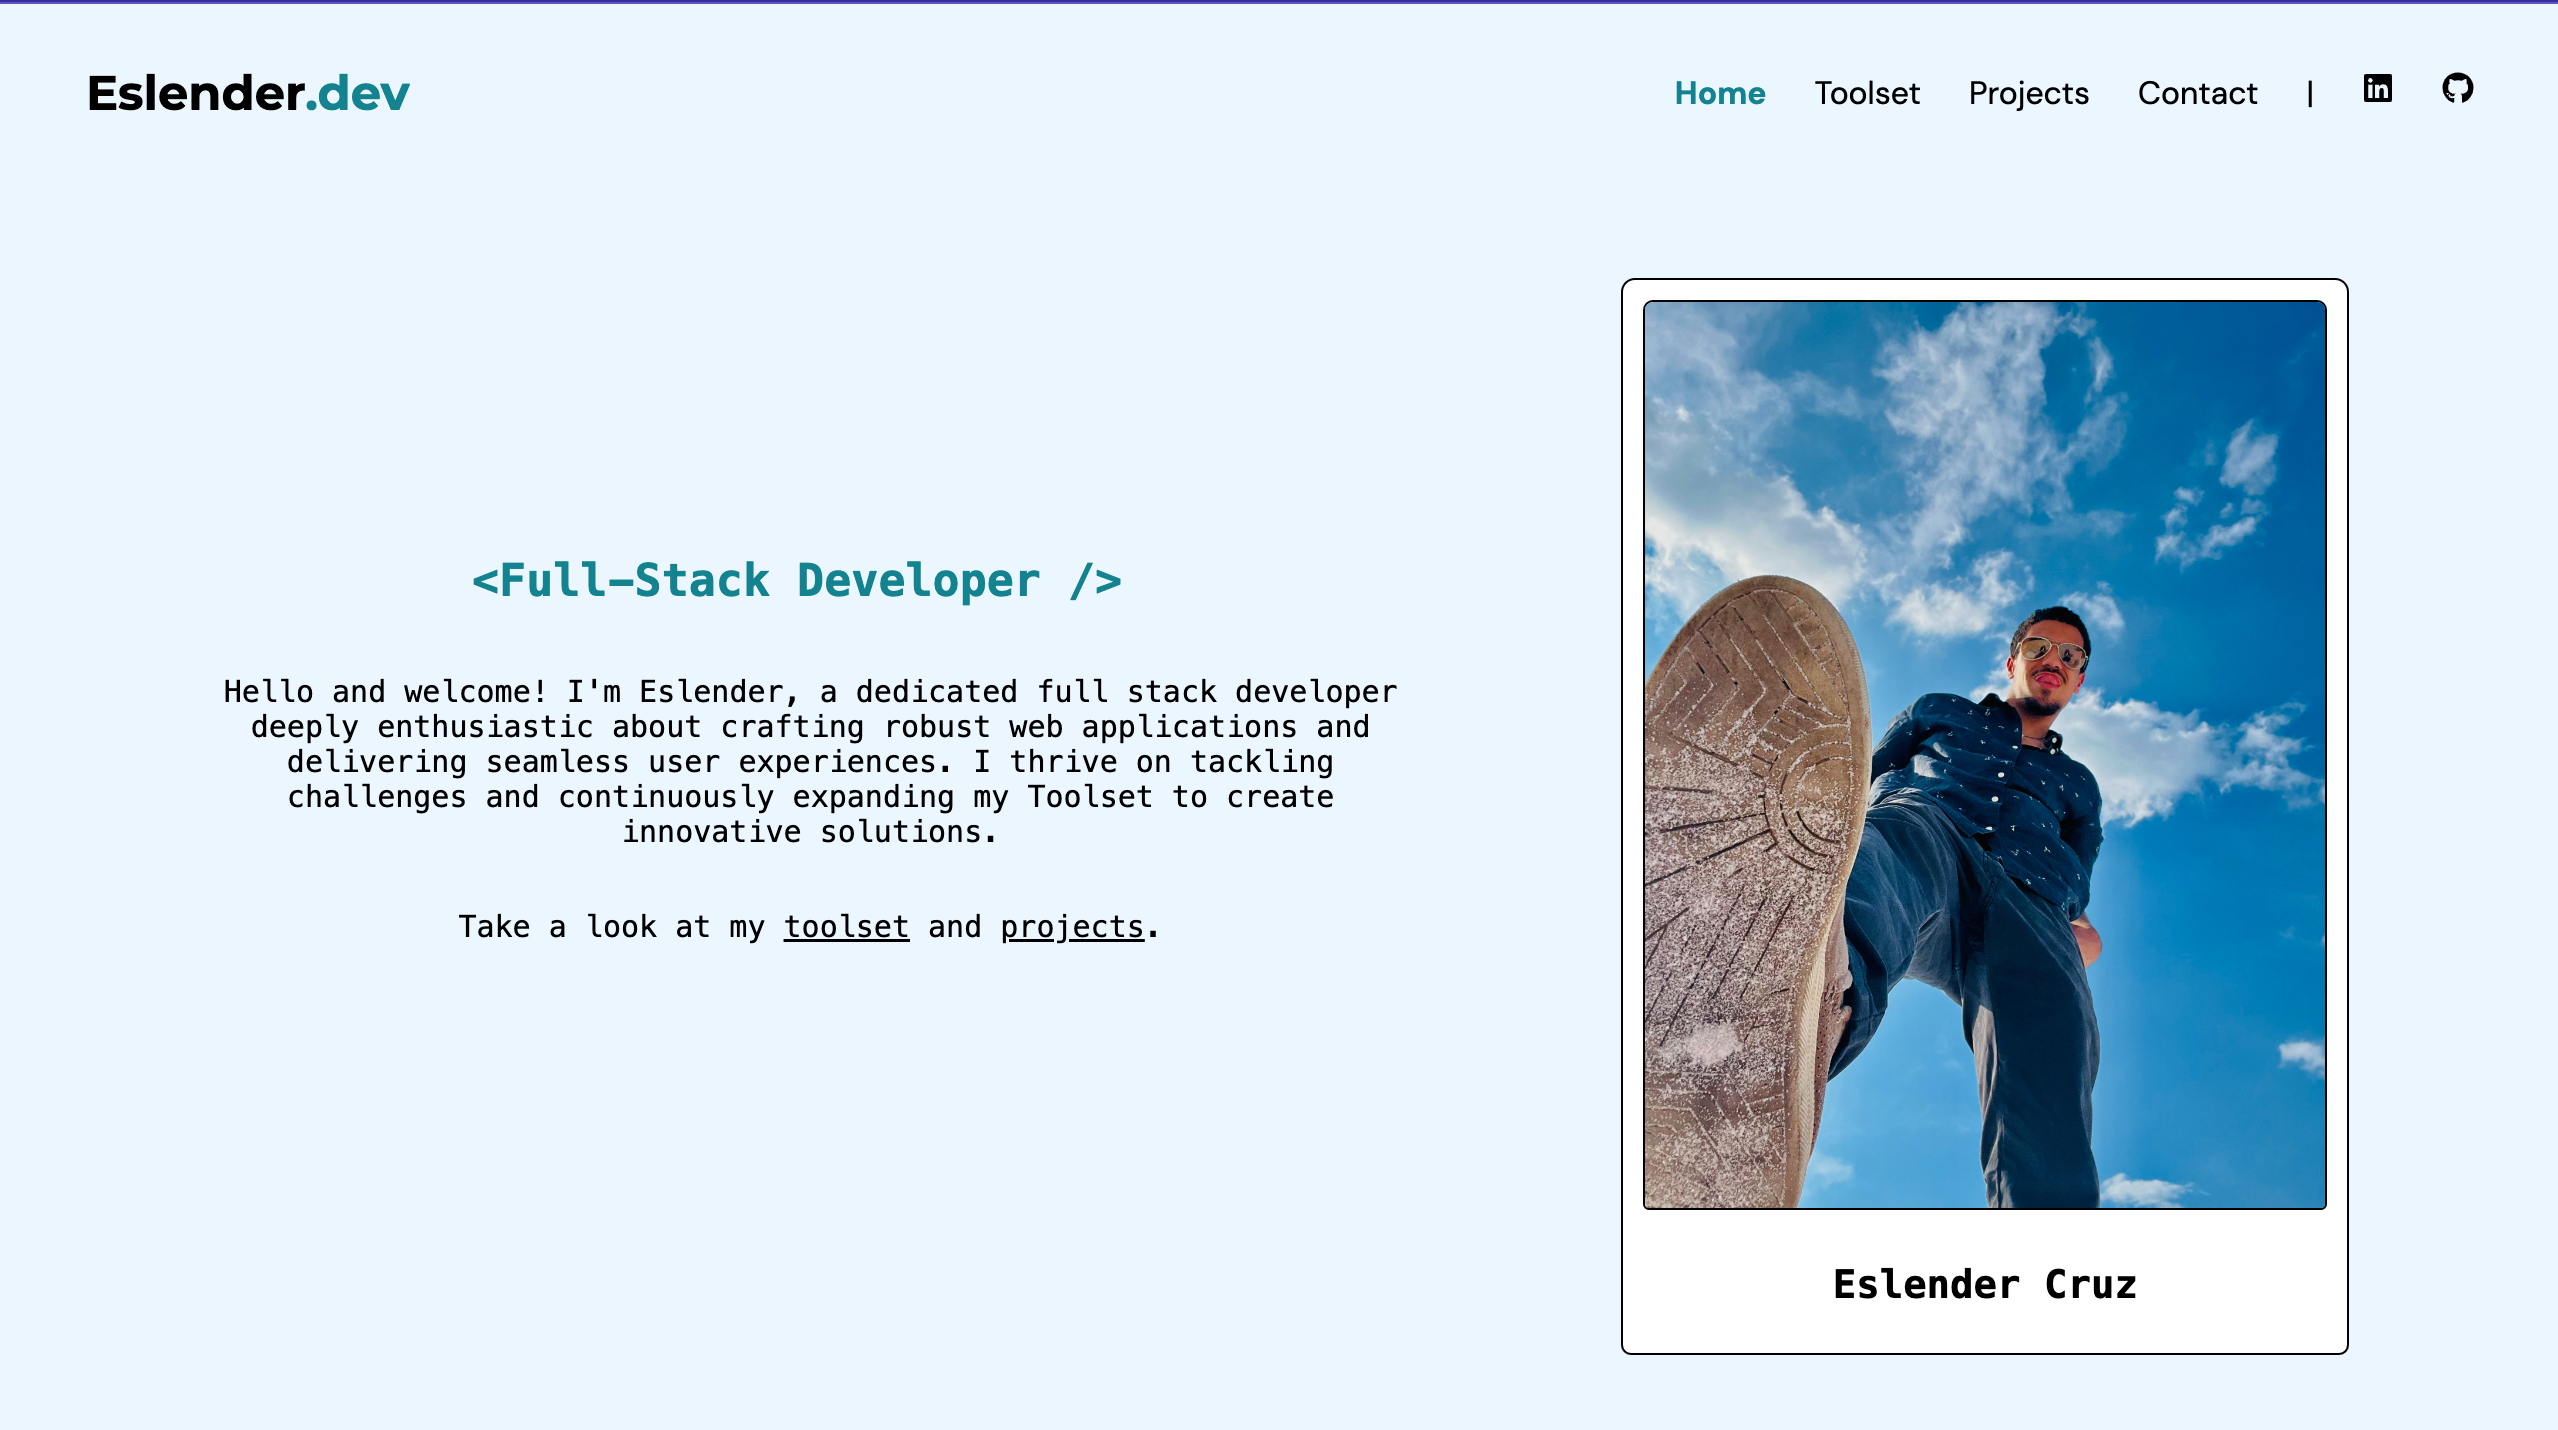 Eslender.dev
Home Toolset Projects Contact |
<Full-Stack Developer />
Hello and welcome! I'm Eslender, a dedicated full stack developer
deeply enthusiastic about crafting robust web applications and
delivering seamless user experiences. I thrive on tackling
challenges and continuously expanding my Toolset to create
innovative solutions.
Take a look at my toolset and projects.
Eslender Cruz